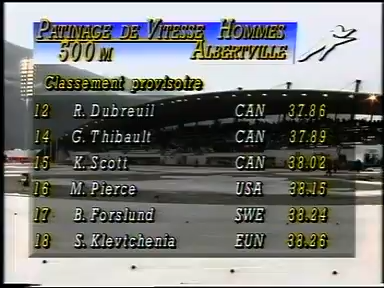 PATINAGE DE VITESSE HOMMES
500 M ALBERTVILLE
Classement provisoire
12 R. Dubreuil CAN 37.86
14 G. Thibault CAN 37.89
15 K. Scott CAN 38.02
16 M. Pierce USA 38.15
17 B. Forslund SWE 38.24
18 S. Klevtchenia EUN 38.26